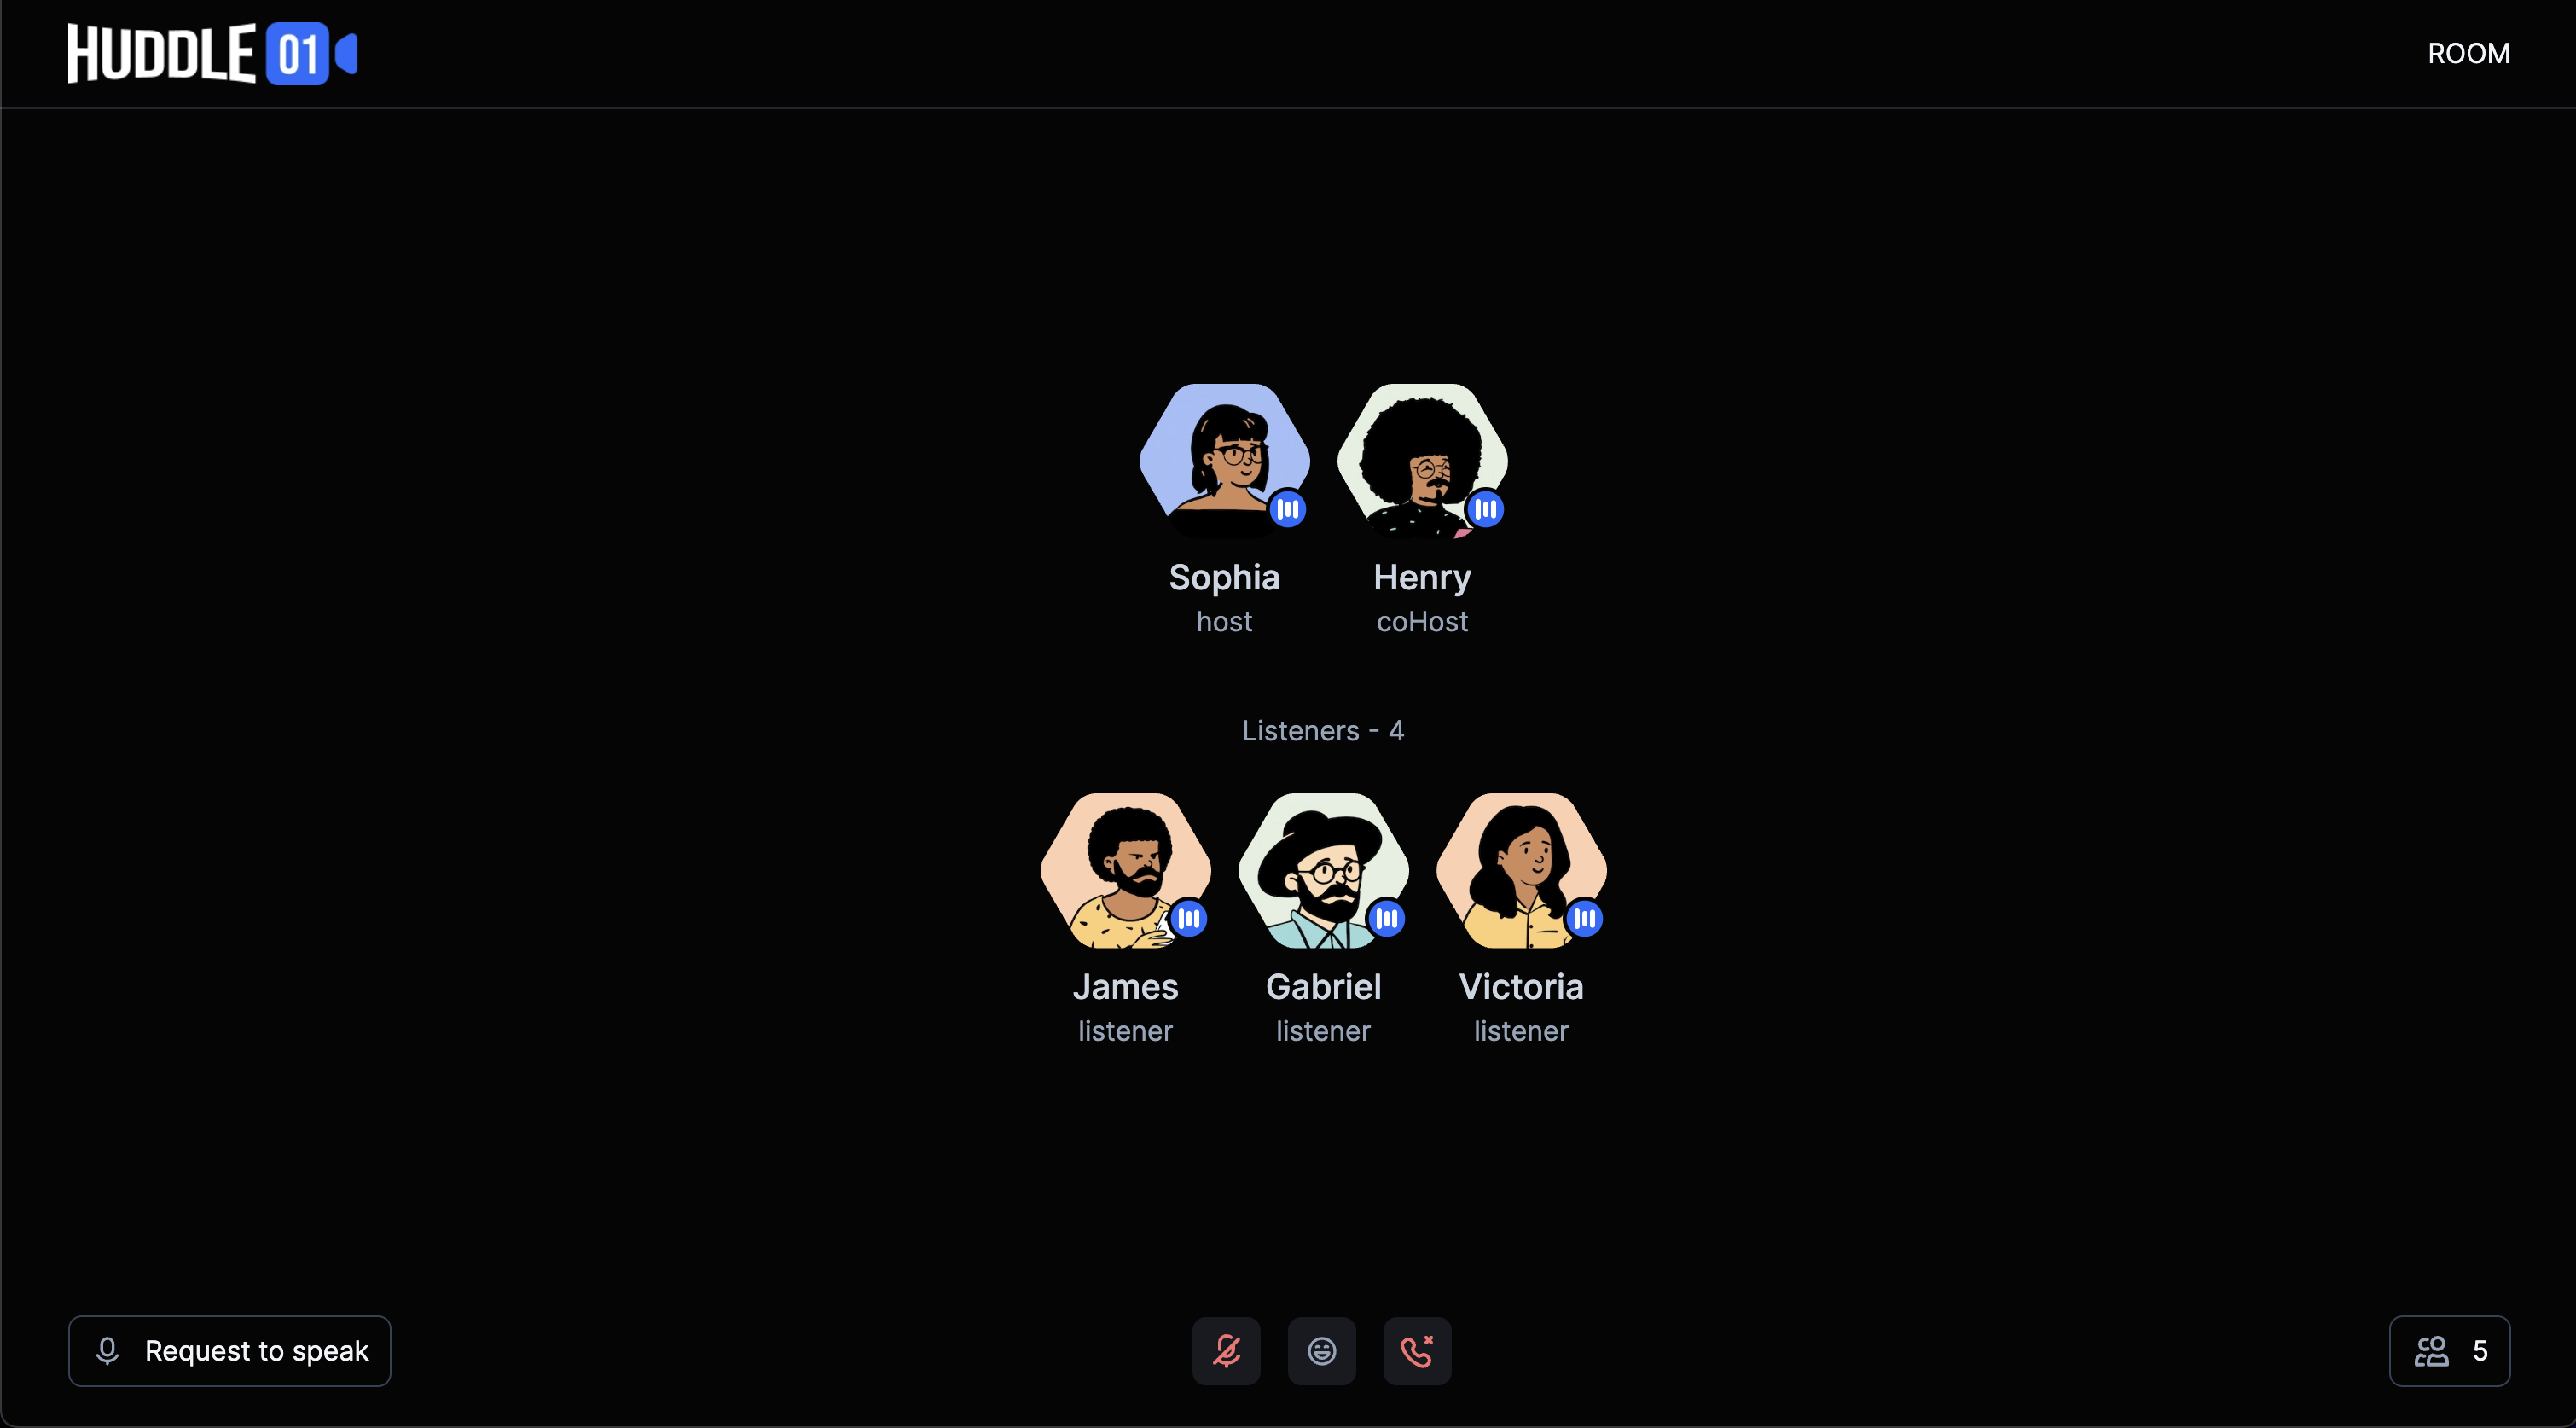 HUDDLE 01
ROOM
Sophia
host
Henry
coHost
Listeners - 4
James
listener
Gabriel
listener
Victoria
listener
Request to speak
5